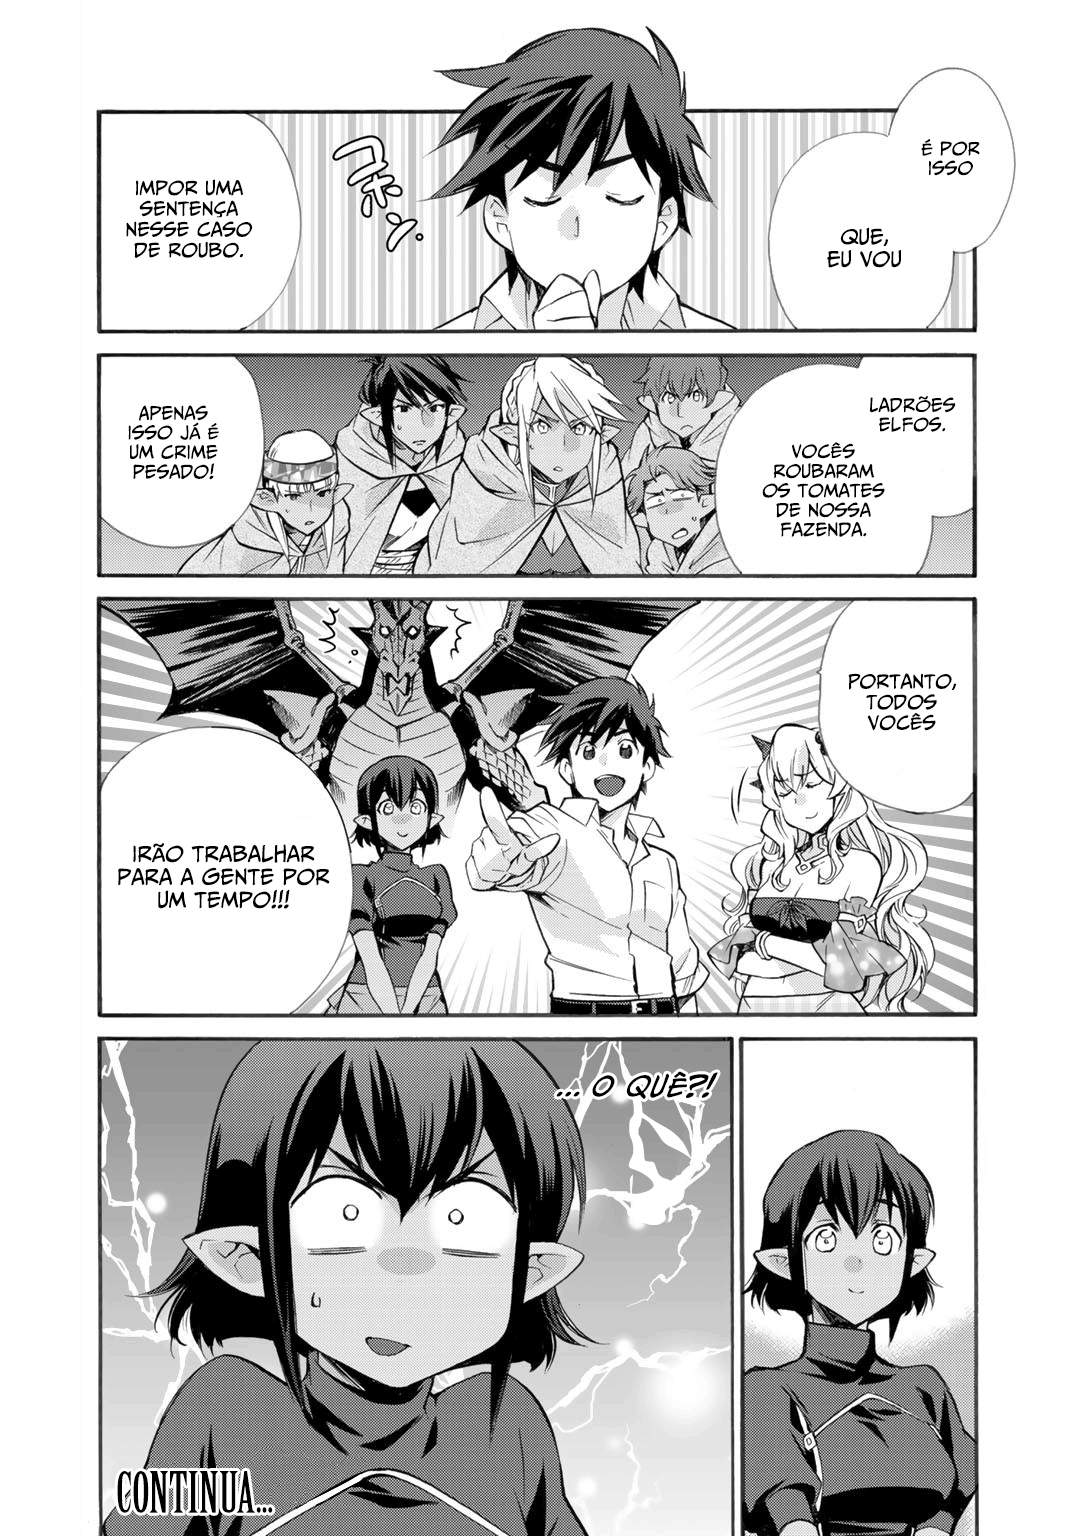 É POR
ISSO
QUE,
EU VOU
コホン.
IMPOR UMA
SENTENÇA
NESSE CASO
DE ROUBO.
LADRÕES
ELFOS.
VOCÊS
ROUBARAM
OS TOMATES
DE NOSSA
FAZENDA.
APENAS
ISSO JÁ É
UM CRIME
PESADO!
PORTANTO,
TODOS
VOCÊS
IRÃO TRABALHAR
PARA A GENTE POR
UM TEMPO!!!
... O QUÊ?!
CONTINUA...